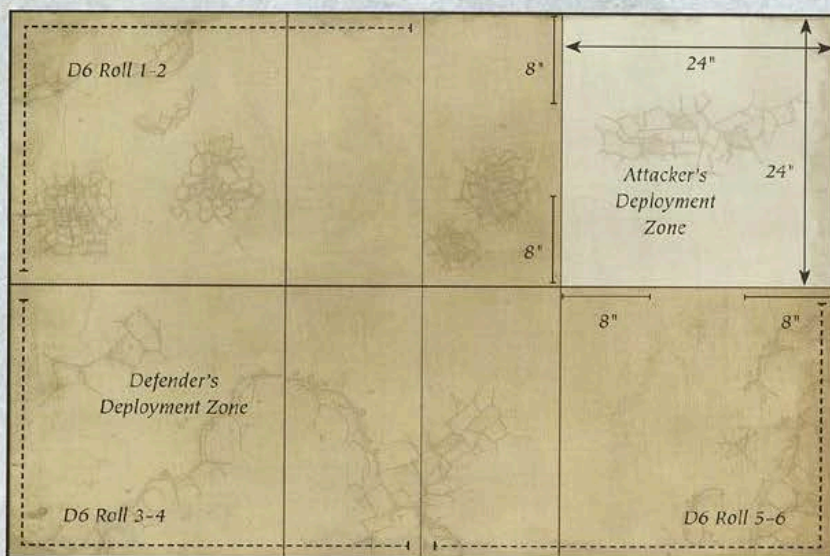 D6 Roll 1-2
8"
24"
8"
Attacker's
Deployment
Zone
24"
8"
8"
Defender's
Deployment Zone
D6 Roll 3-4
D6 Roll 5-6